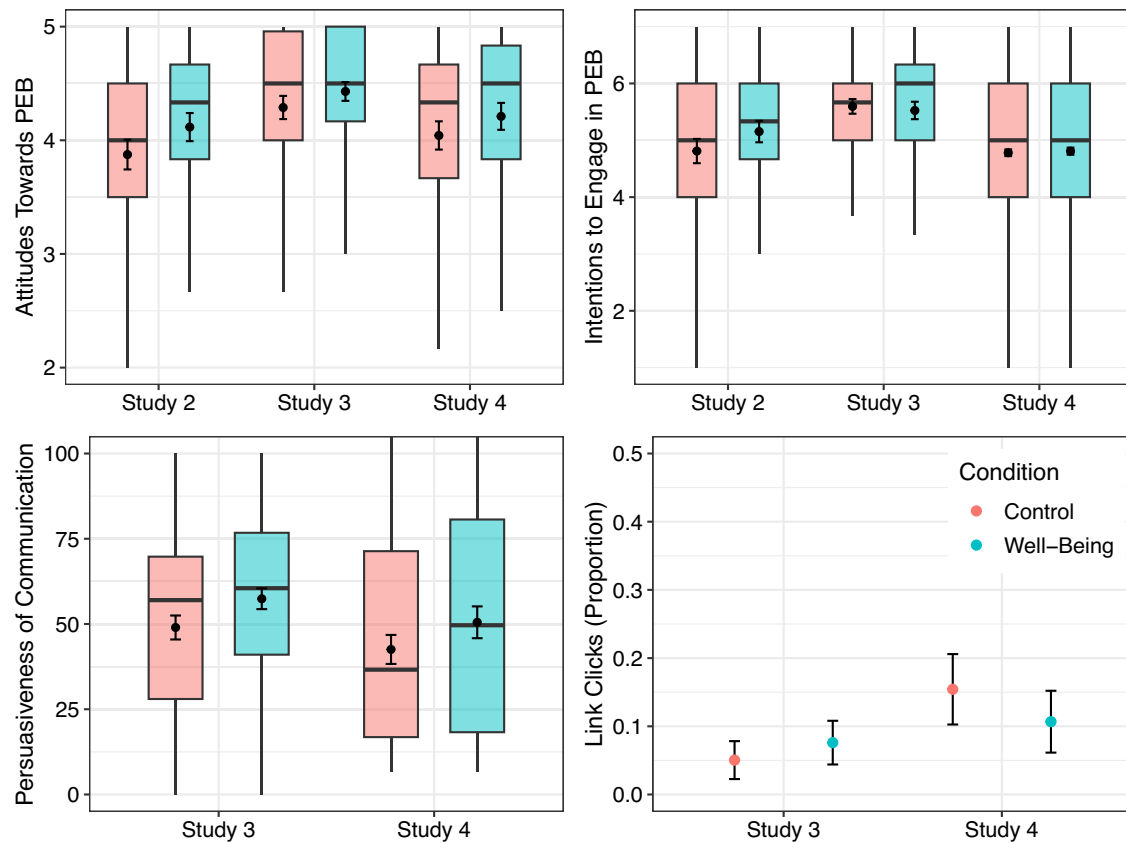 Attitudes Towards PEB
5
4
3
2
Study 2
Study 3
Study 4
Intentions to Engage in PEB
6
4
2
Study 2
Study 3
Study 4
Persuasiveness of Communication
100
75
50
25
0
Study 3
Study 4
Link Clicks (Proportion)
0.5
0.4
0.3
0.2
0.1
0.0
Condition
Control
Well−Being
Study 3
Study 4